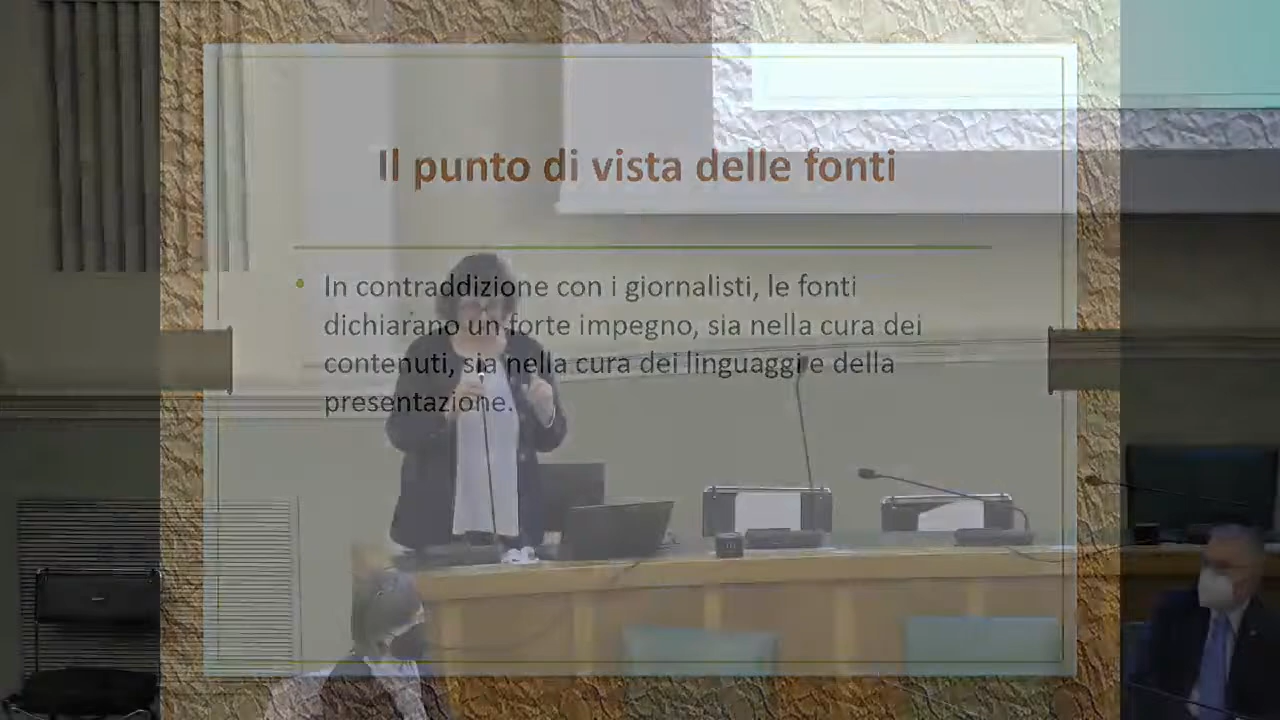 Il punto di vista delle fonti
• In contraddizione con i giornalisti, le fonti
dichiarano un forte impegno, sia nella cura dei
contenuti, sia nella cura dei linguaggi e della
presentazione.